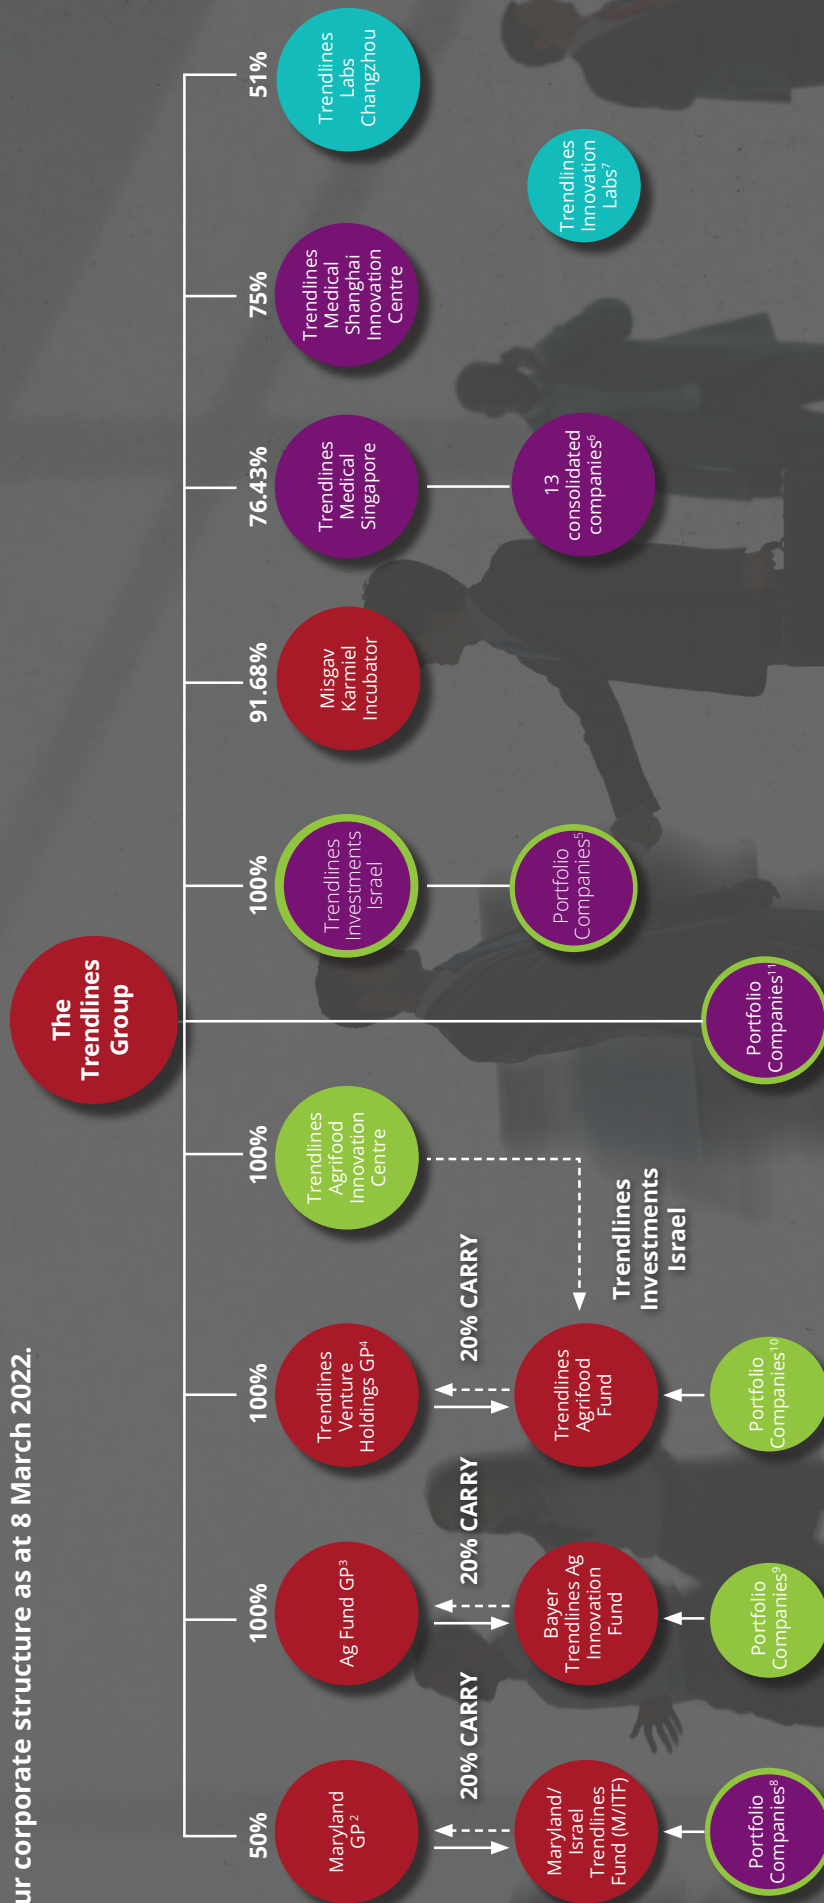 ur corporate structure as at 8 March 2022.
The
Trendlines
Group
50%
100%
100%
100%
100%
91.68%
76.43%
75%
51%
Maryland
GP²
Ag Fund GP³
Trendlines
Venture
Holdings GP⁴
Trendlines
Agrifood
Innovation
Centre
Trendlines
Investments
Israel
Misgav
Karmiel
Incubator
Trendlines
Medical
Singapore
Trendlines
Medical
Shanghai
Innovation
Centre
Trendlines
Labs
Changzhou
20% CARRY
20% CARRY
20% CARRY
Maryland/
Israel
Trendlines
Fund (M/ITF)
Bayer
Trendlines Ag
Innovation
Fund
Trendlines
Agrifood
Fund
Trendlines
Investments
Israel
Portfolio
Companies⁵
13
consolidated
companies⁶
Trendlines
Innovation
Labs⁷
Portfolio
Companies⁸
Portfolio
Companies⁹
Portfolio
Companies¹⁰
Portfolio
Companies¹¹